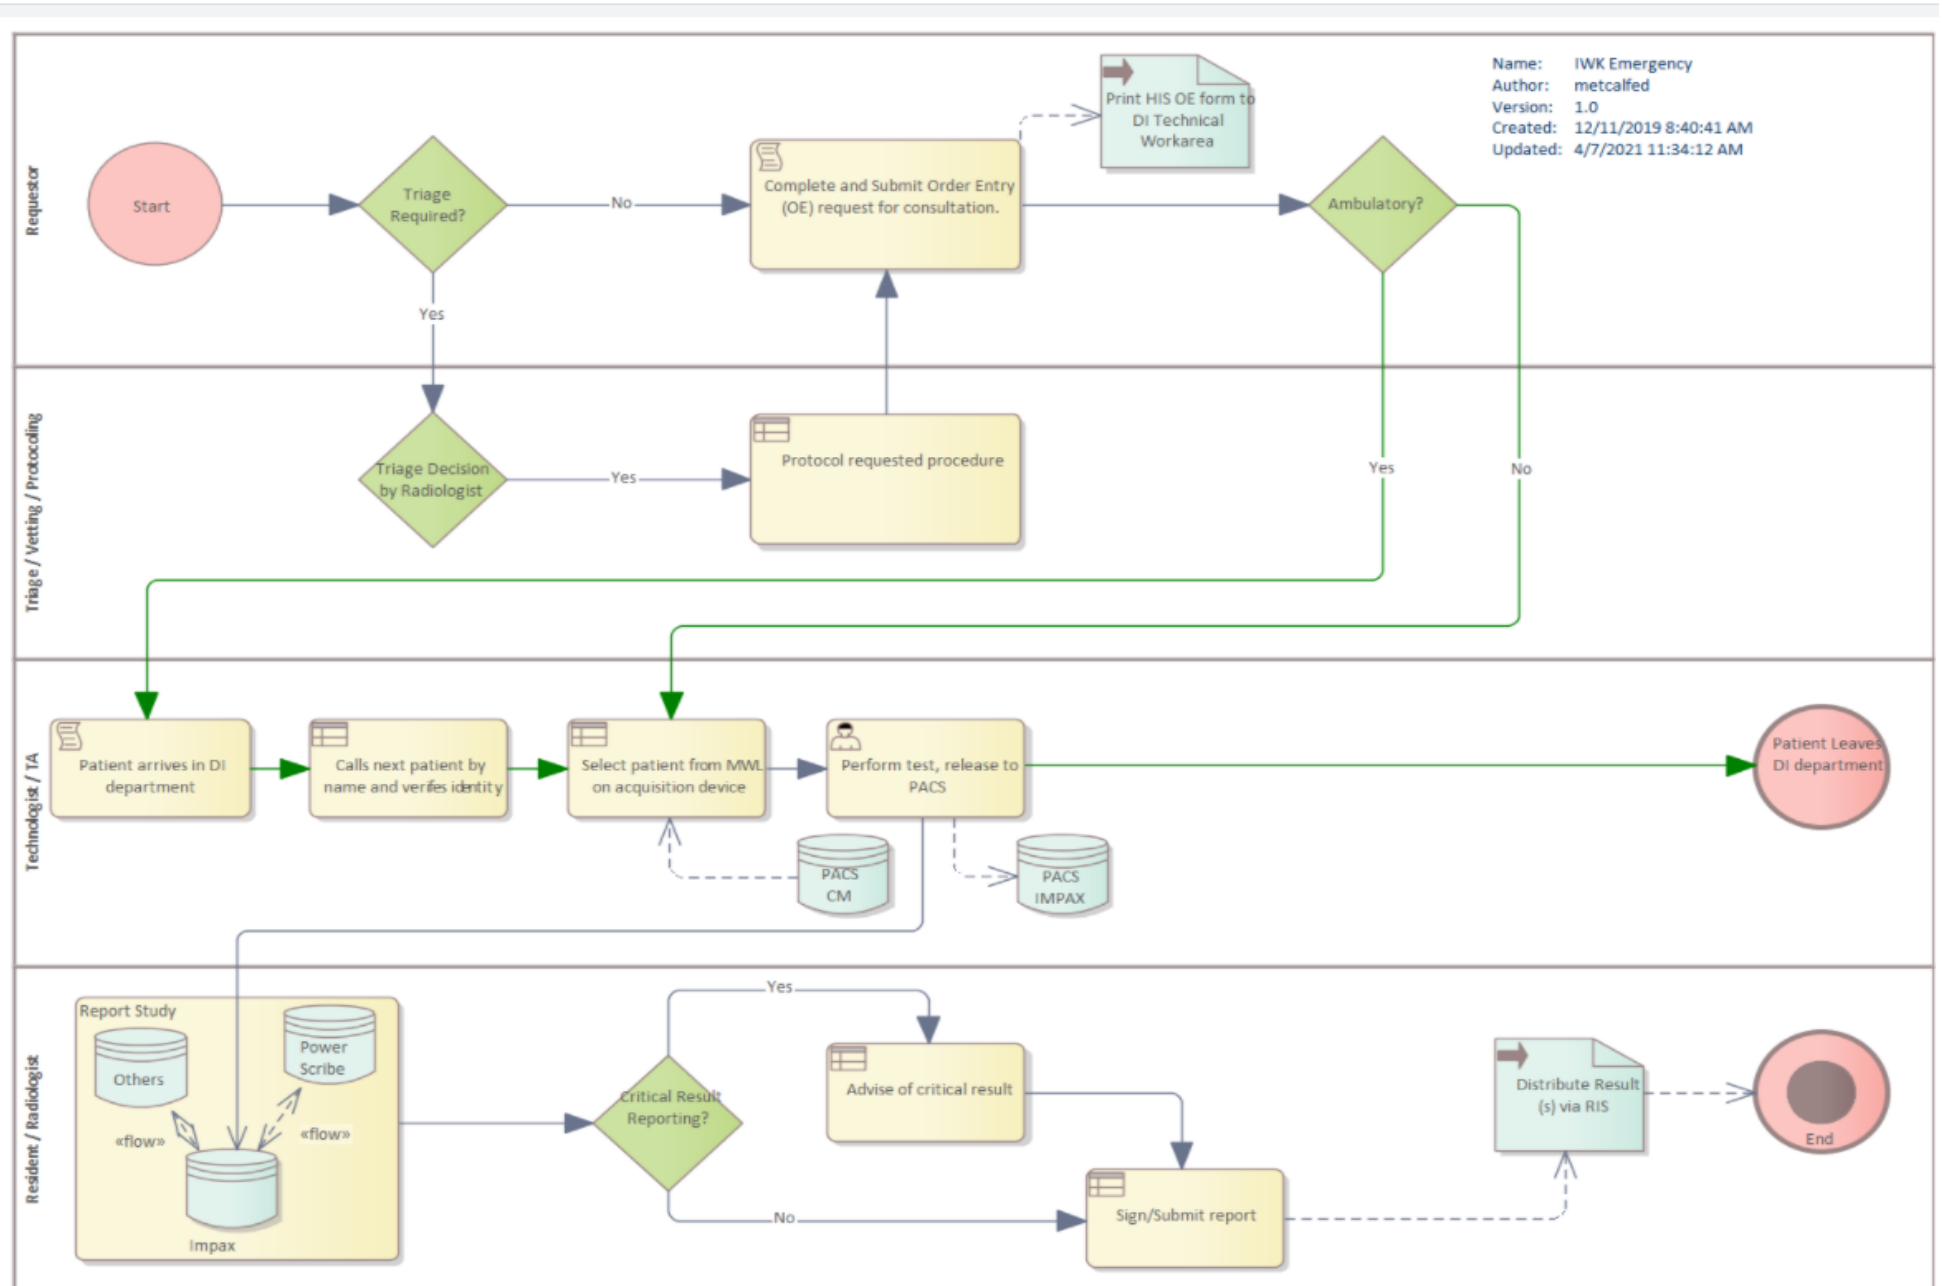 Name: IWK Emergency
Author: metcalfed
Version: 1.0
Created: 12/11/2019 8:40:41 AM
Updated: 4/7/2021 11:34:12 AM
Requestor
Start
Triage
Required?
No
Yes
Complete and Submit Order Entry
(OE) request for consultation.
Print HIS OE form to
DI Technical
Workarea
Ambulatory?
Triage / Vetting / Protocoling
Triage Decision
by Radiologist
Yes
Protocol requested procedure
Yes
No
Technologist / TA
Patient arrives in DI
department
Calls next patient by
name and verifes identity
Select patient from MWL
on acquisition device
Perform test, release to
PACS
Patient Leaves
DI department
PACS
CM
PACS
IMPAX
Resident / Radiologist
Report Study
Others
Power
Scribe
«flow»
«flow»
Impax
Critical Result
Reporting?
Yes
No
Advise of critical result
Sign/Submit report
Distribute Result
(s) via RIS
End